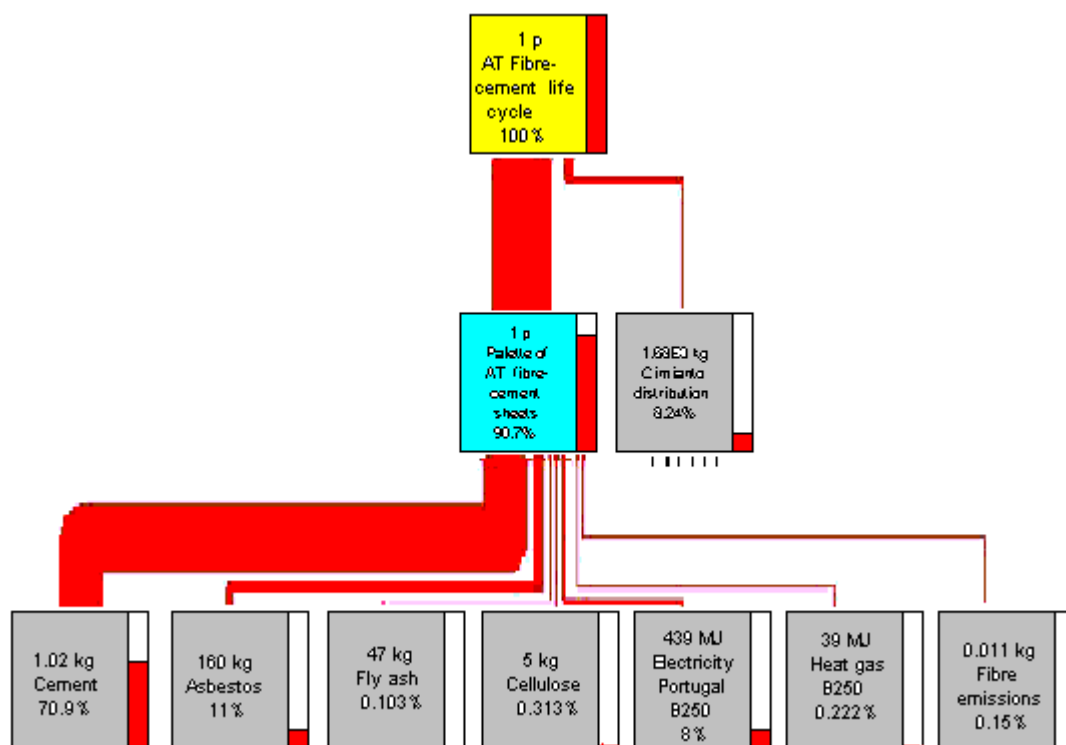 1 p
AT Fibre-
cement life
cycle
100%
1 p
Palette of
AT fibre-
cement
sheets
90.7%
1.68E3 kg
Cimianto
distribution
8.24%
1.02 kg
Cement
70.9%
160 kg
Asbestos
11%
47 kg
Fly ash
0.103%
5 kg
Cellulose
0.313%
439 MJ
Electricity
Portugal
B250
8%
39 MJ
Heat gas
B250
0.222%
0.011 kg
Fibre
emissions
0.15%